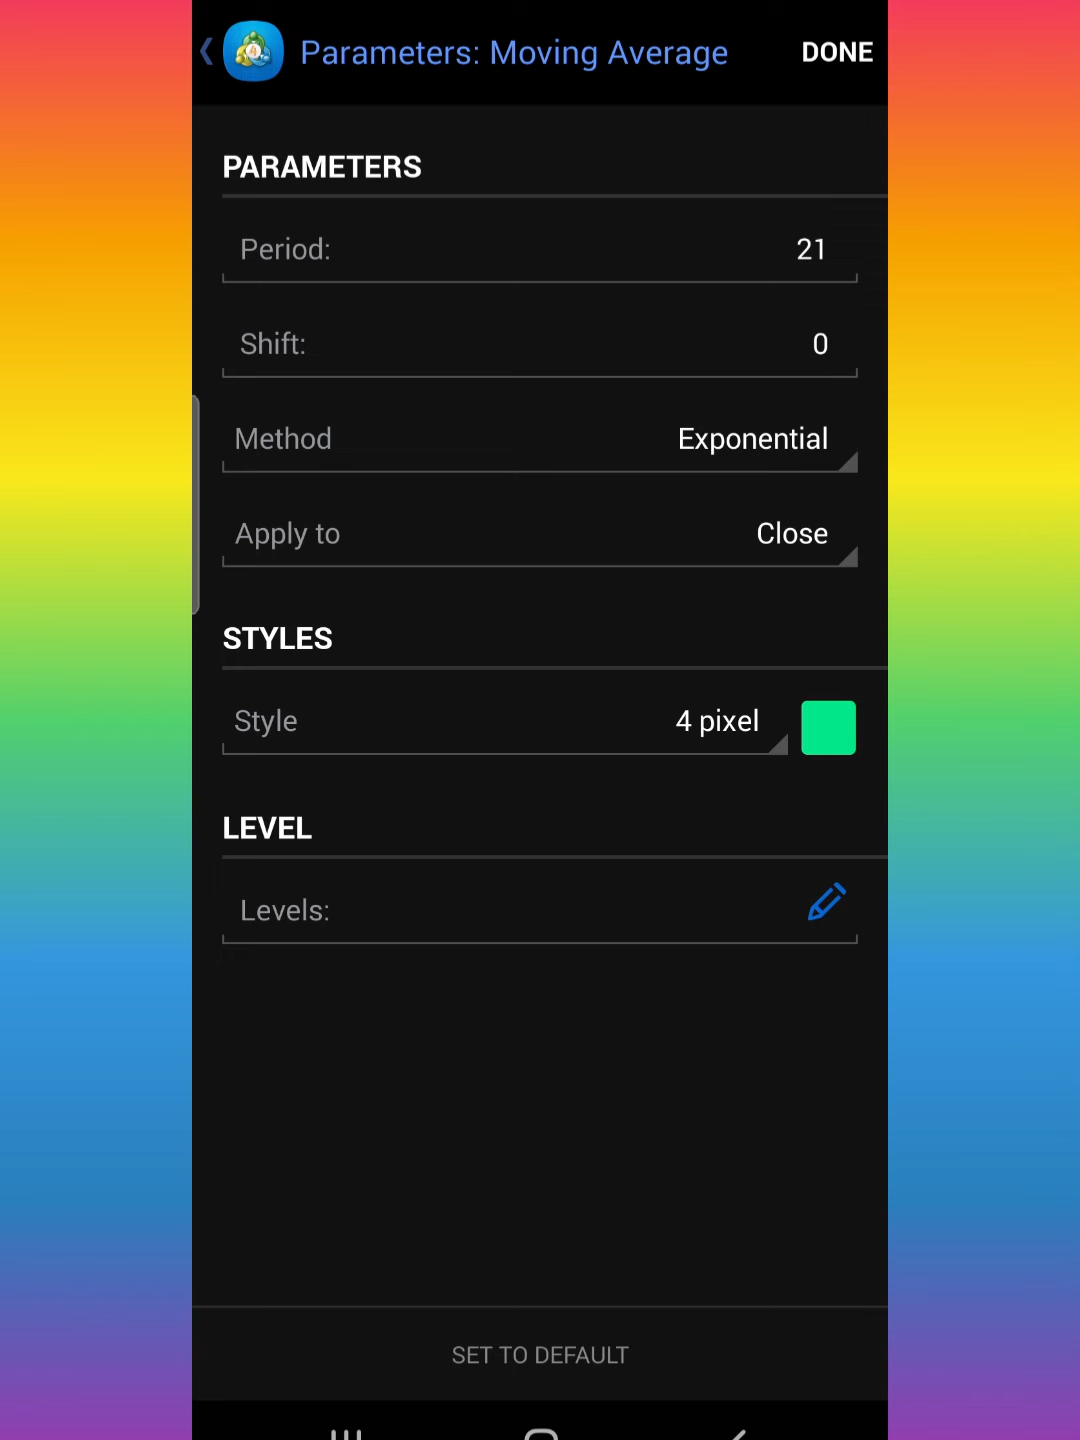 Parameters: Moving Average DONE
PARAMETERS
Period: 21
Shift: 0
Method Exponential
Apply to Close
STYLES
Style 4 pixel
LEVEL
Levels:
SET TO DEFAULT